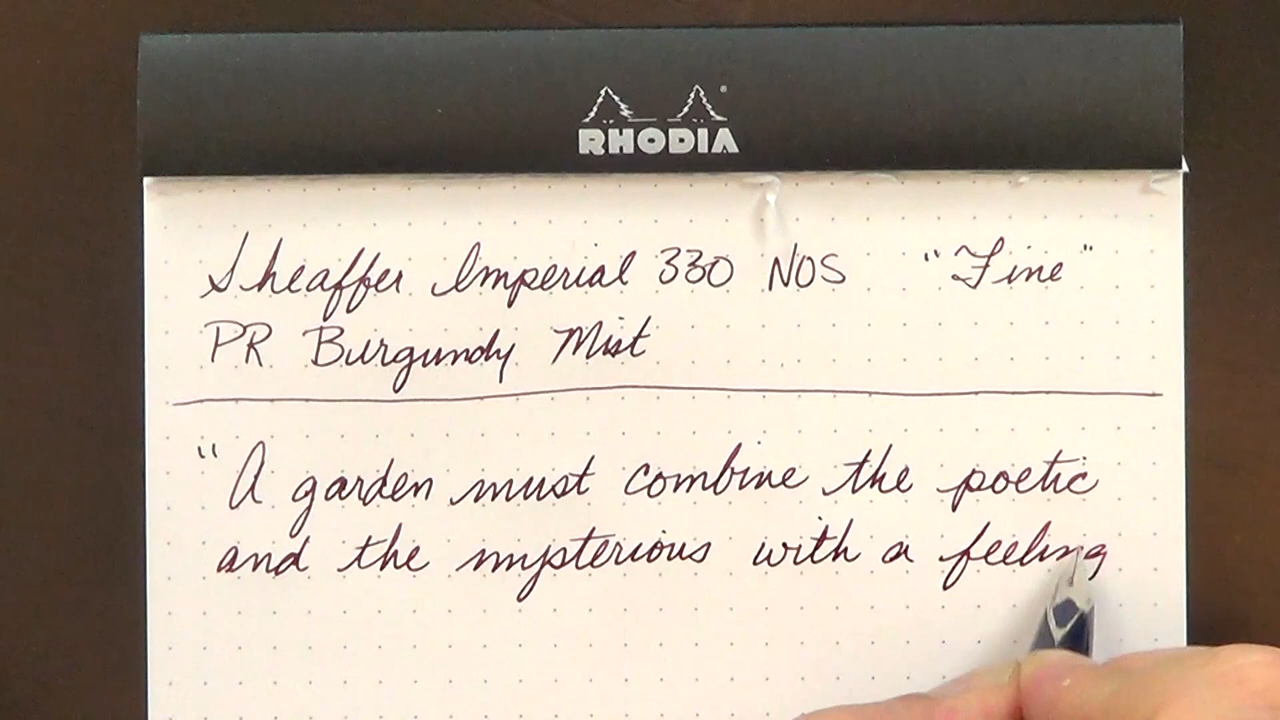 RHODIA
Sheaffer Imperial 330 NOS "Fine"
PR Burgundy Mist
"A garden must combine the poetic
and the mysterious with a feeling